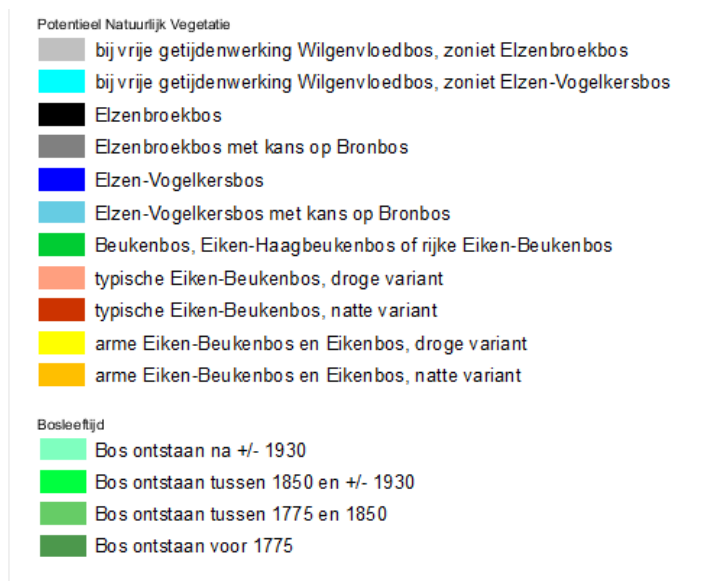 Potentieel Natuurlijk Vegetatie
bij vrije getijdenwerking Wilgenvloedbos, zoniet Elzenbroekbos
bij vrije getijdenwerking Wilgenvloedbos, zoniet Elzen-Vogelkersbos
Elzenbroekbos
Elzenbroekbos met kans op Bronbos
Elzen-Vogelkersbos
Elzen-Vogelkersbos met kans op Bronbos
Beukenbos, Eiken-Haagbeukenbos of rijke Eiken-Beukenbos
typische Eiken-Beukenbos, droge variant
typische Eiken-Beukenbos, natte variant
arme Eiken-Beukenbos en Eikenbos, droge variant
arme Eiken-Beukenbos en Eikenbos, natte variant
Bosleeftijd
Bos ontstaan na +/- 1930
Bos ontstaan tussen 1850 en +/- 1930
Bos ontstaan tussen 1775 en 1850
Bos ontstaan voor 1775